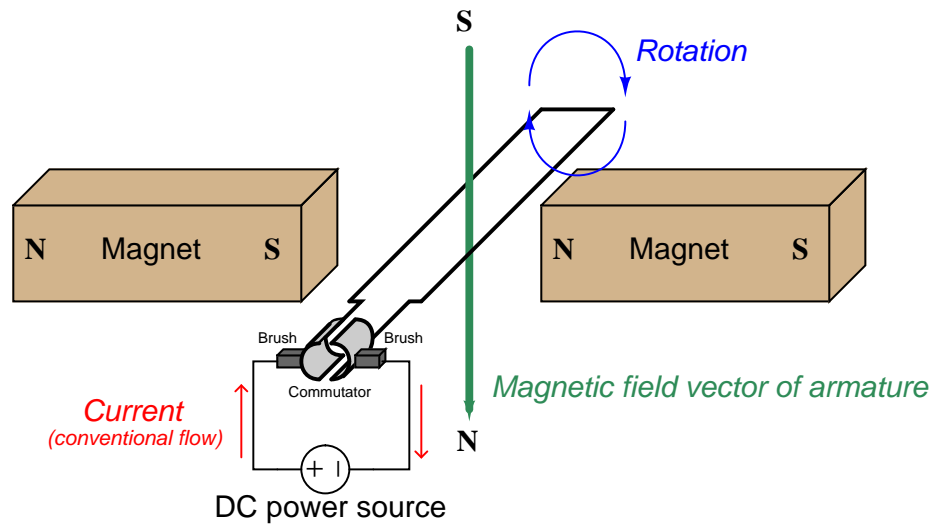 S
Rotation
N Magnet S
N Magnet S
Brush
Brush
Commutator
Magnetic field vector of armature
N
Current
(conventional flow)
+ -
DC power source